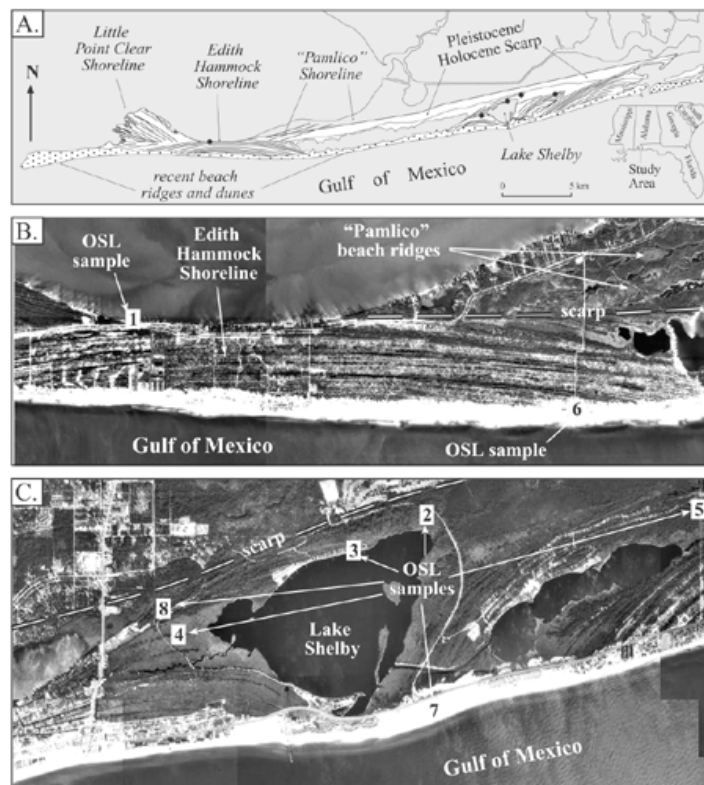 A.
Little
Point Clear
Shoreline
Edith
Hammock
Shoreline
"Pamlico"
Shoreline
Pleistocene/
Holocene Scarp
N
recent beach
ridges and dunes
Gulf of Mexico
Lake Shelby
0 5 km
Mississippi
Alabama
Georgia
South
Carolina
Florida
Study
Area
B.
OSL
sample
Edith
Hammock
Shoreline
"Pamlico"
beach ridges
1
scarp
6
Gulf of Mexico
OSL sample
C.
scarp
2
5
3
OSL
samples
8
4
Lake
Shelby
7
Gulf of Mexico